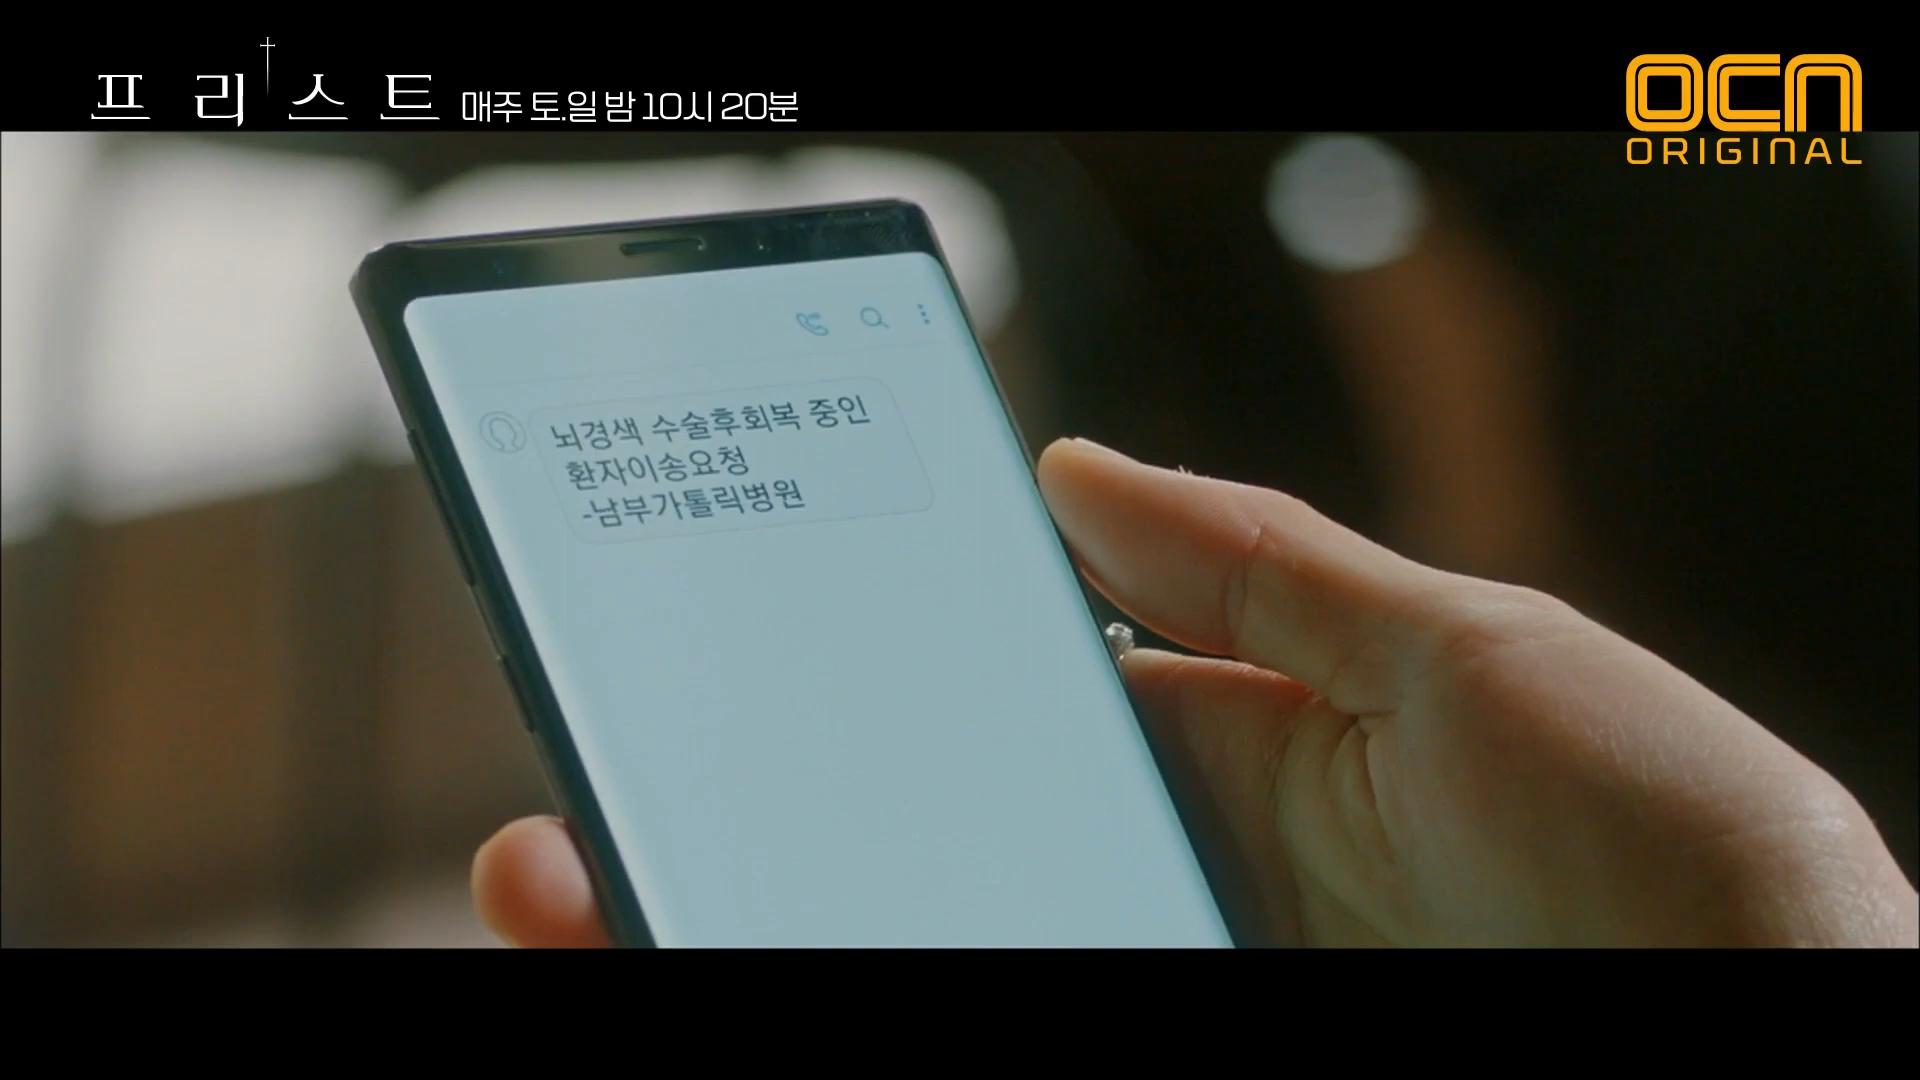 프리스트 매주 토.일 밤 10시 20분
OCN
ORIGINAL
뇌경색 수술후회복 중인
환자이송요청
-남부가톨릭병원